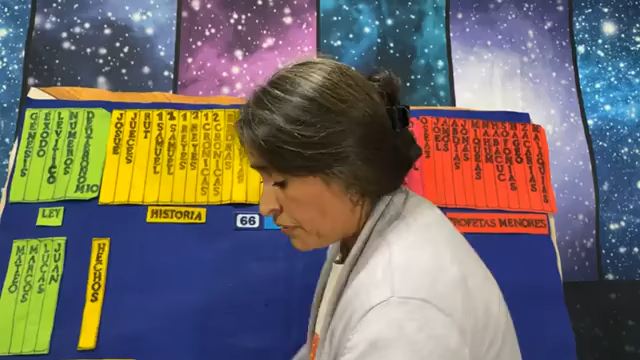 GENESIS
EXODO
LEVITICO
NUMEROS
DEUTERONOMIO
JOSUE
JUECES
RUT
1 SAMUEL
2 SAMUEL
1 REYES
2 REYES
1 CRONICAS
2 CRONICAS
OSEAS
JOEL
AMOS
ABDIAS
JONAS
MIQUEAS
NAHUM
HABACUC
SOFONIAS
HAGEO
ZACARIAS
MALAQUIAS
LEY
HISTORIA
66
PROFETAS MENORES
MATEO
MARCOS
LUCAS
JUAN
HECHOS